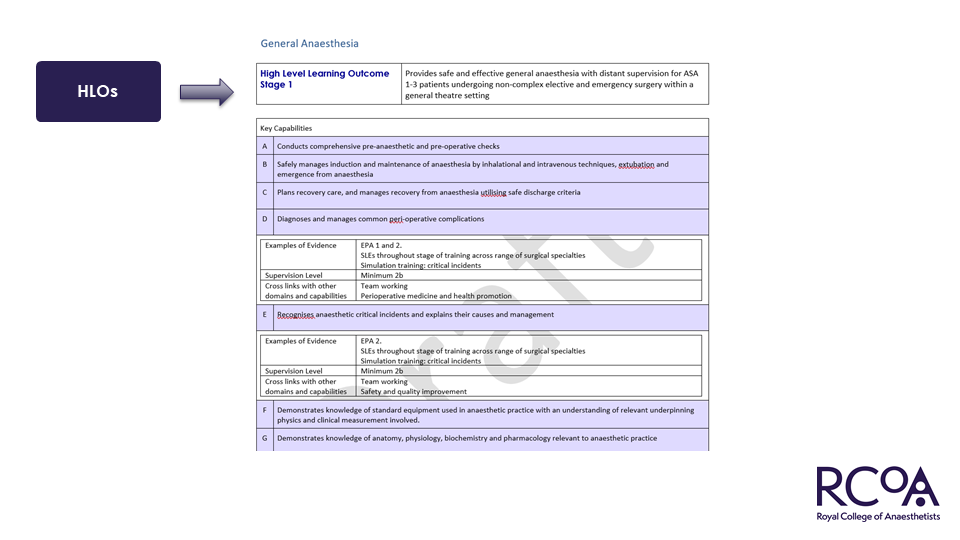 General Anaesthesia
HLOs
High Level Learning Outcome
Stage 1
Provides safe and effective general anaesthesia with distant supervision for ASA
1-3 patients undergoing non-complex elective and emergency surgery within a
general theatre setting
Key Capabilities
A Conducts comprehensive pre-anaesthetic and pre-operative checks
B Safely manages induction and maintenance of anaesthesia by inhalational and intravenous techniques, extubation and
emergence from anaesthesia
C Plans recovery care, and manages recovery from anaesthesia utilising safe discharge criteria
D Diagnoses and manages common peri-operative complications
Examples of Evidence EPA 1 and 2.
SLEs throughout stage of training across range of surgical specialties
Simulation training: critical incidents
Supervision Level Minimum 2b
Cross links with other Team working
domains and capabilities Perioperative medicine and health promotion
E Recognises anaesthetic critical incidents and explains their causes and management
Examples of Evidence EPA 2.
SLEs throughout stage of training across range of surgical specialties
Simulation training: critical incidents
Supervision Level Minimum 2b
Cross links with other Team working
domains and capabilities Safety and quality improvement
F Demonstrates knowledge of standard equipment used in anaesthetic practice with an understanding of relevant underpinning
physics and clinical measurement involved.
G Demonstrates knowledge of anatomy, physiology, biochemistry and pharmacology relevant to anaesthetic practice
RCOA
Royal College of Anaesthetists